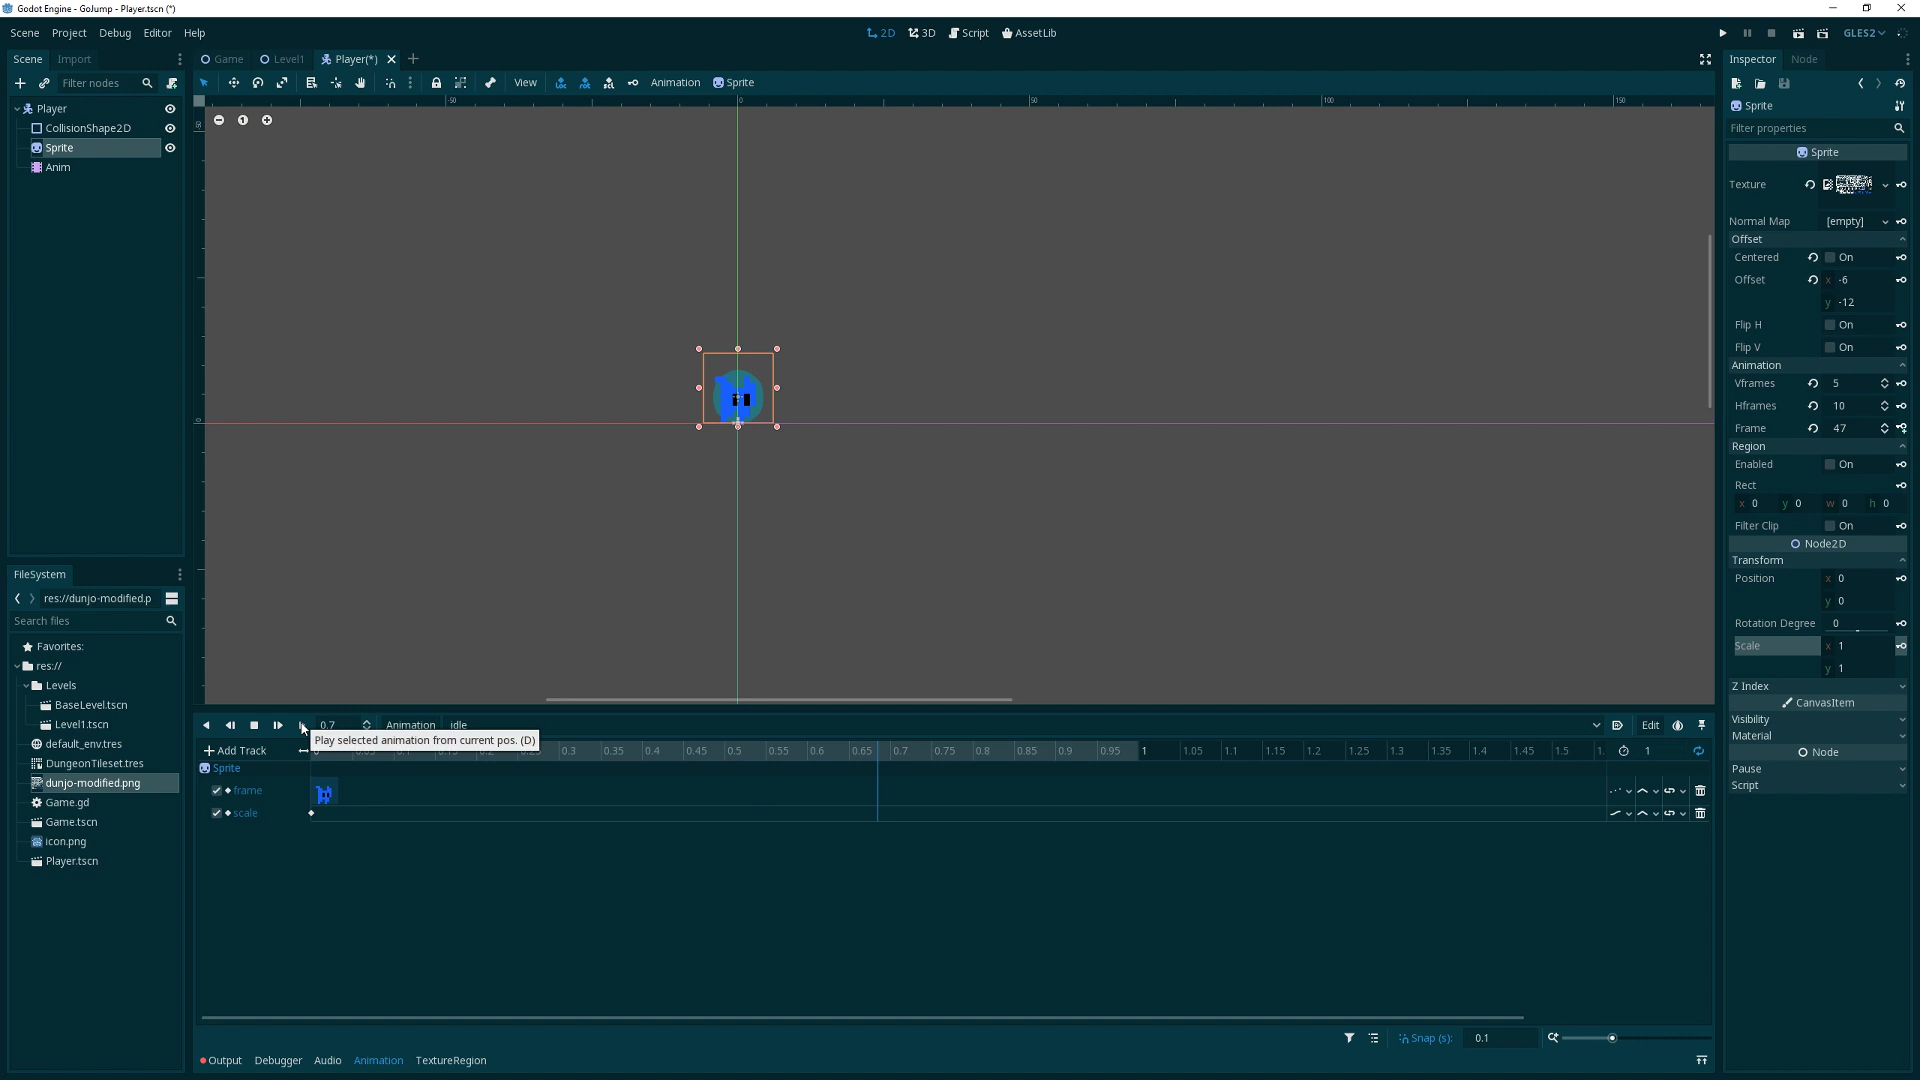 Godot Engine - GoJump - Player.tscn (*)
Scene Project Debug Editor Help
2D 3D Script AssetLib
GLES2
Scene Import
Game Level1 Player(*)
Inspector Node
Filter nodes
View Animation Sprite
Player
CollisionShape2D
Sprite
Anim
-50 0 50 100 150
-50
0
Sprite
Filter properties
Sprite
Texture
Normal Map [empty]
Offset
Centered On
Offset x -6
y -12
Flip H On
Flip V On
Animation
Vframes 5
Hframes 10
Frame 47
Region
Enabled On
Rect
x 0 y 0 w 0 h 0
Filter Clip On
Node2D
Transform
Position x 0
y 0
Rotation Degree 0
Scale x 1
y 1
Z Index
CanvasItem
Visibility
Material
Node
Pause
Script
FileSystem
res://dunjo-modified.p
Search files
Favorites:
res://
Levels
BaseLevel.tscn
Level1.tscn
default_env.tres
DungeonTileset.tres
dunjo-modified.png
Game.gd
Game.tscn
icon.png
Player.tscn
0.7 Animation idle Edit
Play selected animation from current pos. (D)
Add Track 0.3 0.35 0.4 0.45 0.5 0.55 0.6 0.65 0.7 0.75 0.8 0.85 0.9 0.95 1 1.05 1.1 1.15 1.2 1.25 1.3 1.35 1.4 1.45 1.5 1. 1
Sprite
frame
scale
Snap (s): 0.1
Output Debugger Audio Animation TextureRegion